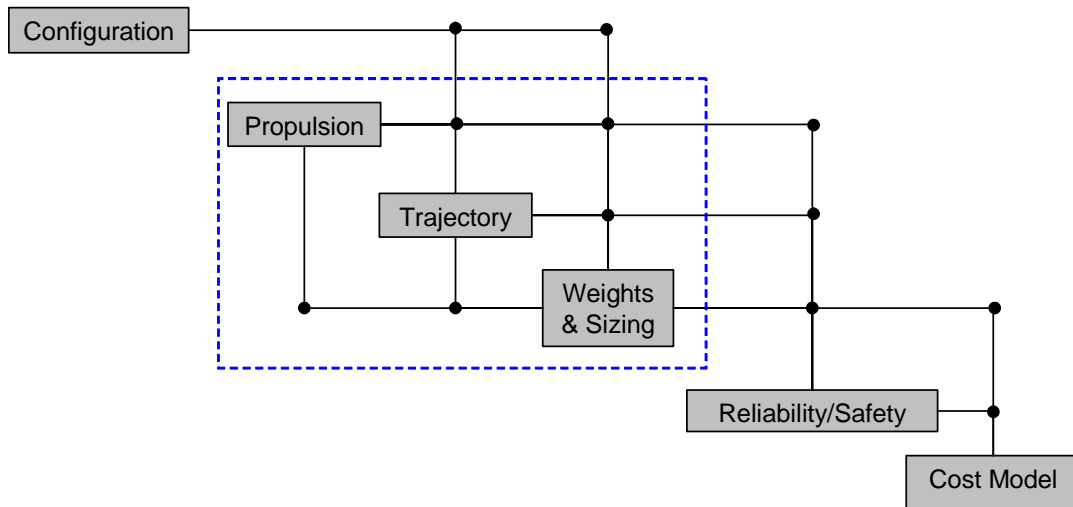 Configuration
Propulsion
Trajectory
Weights
& Sizing
Reliability/Safety
Cost Model